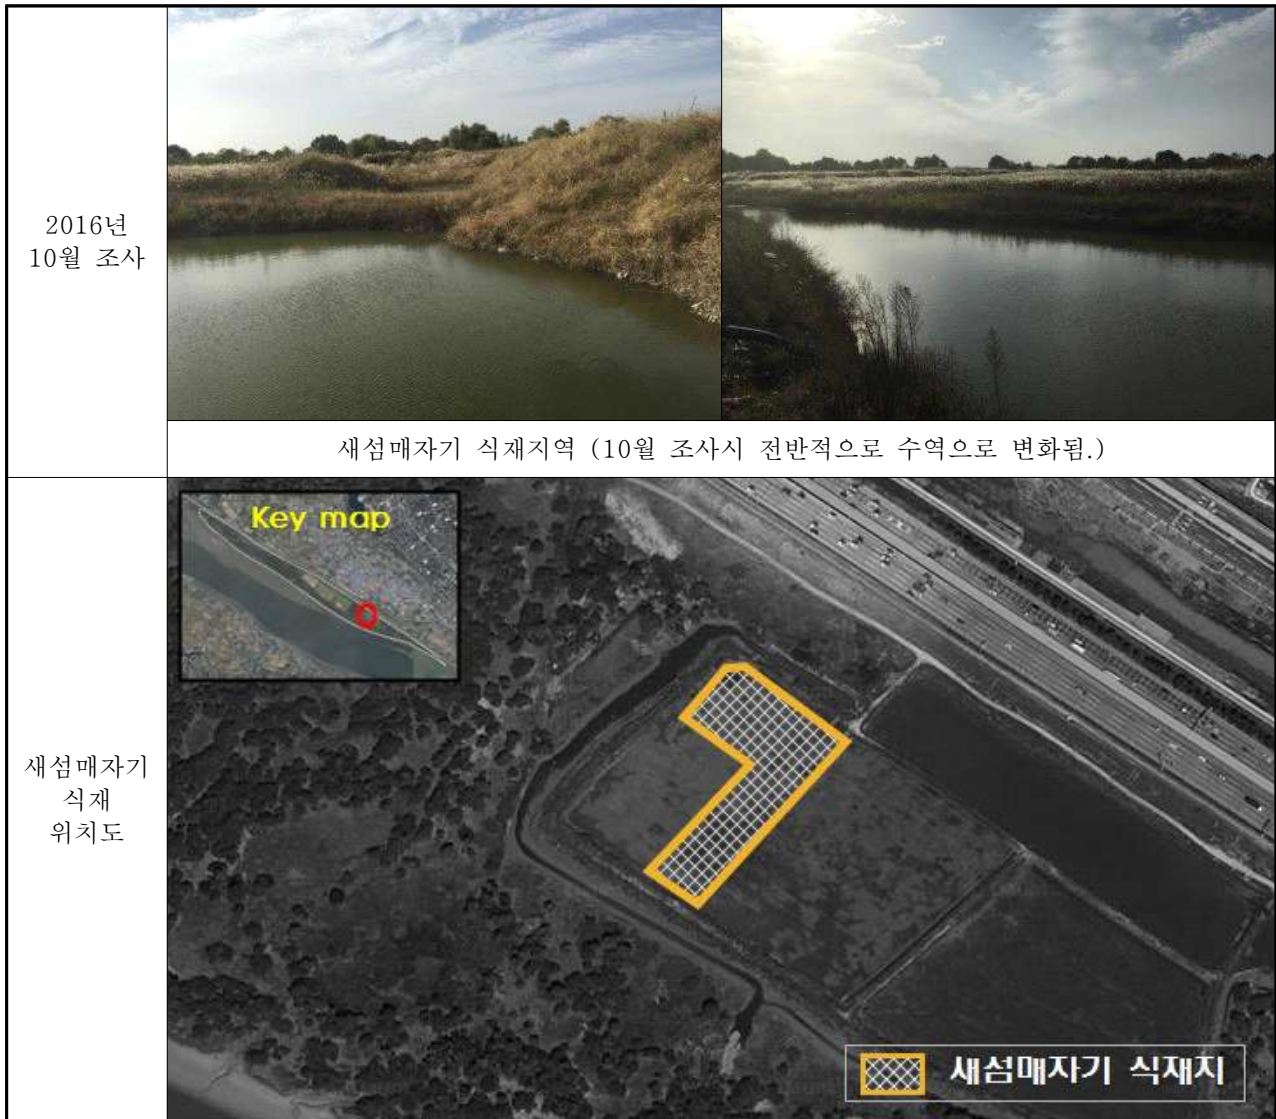 2016년
10월 조사
새섬매자기 식재지역 (10월 조사시 전반적으로 수역으로 변화됨.)
Key map
새섬매자기
식재
위치도
새섬매자기 식재지